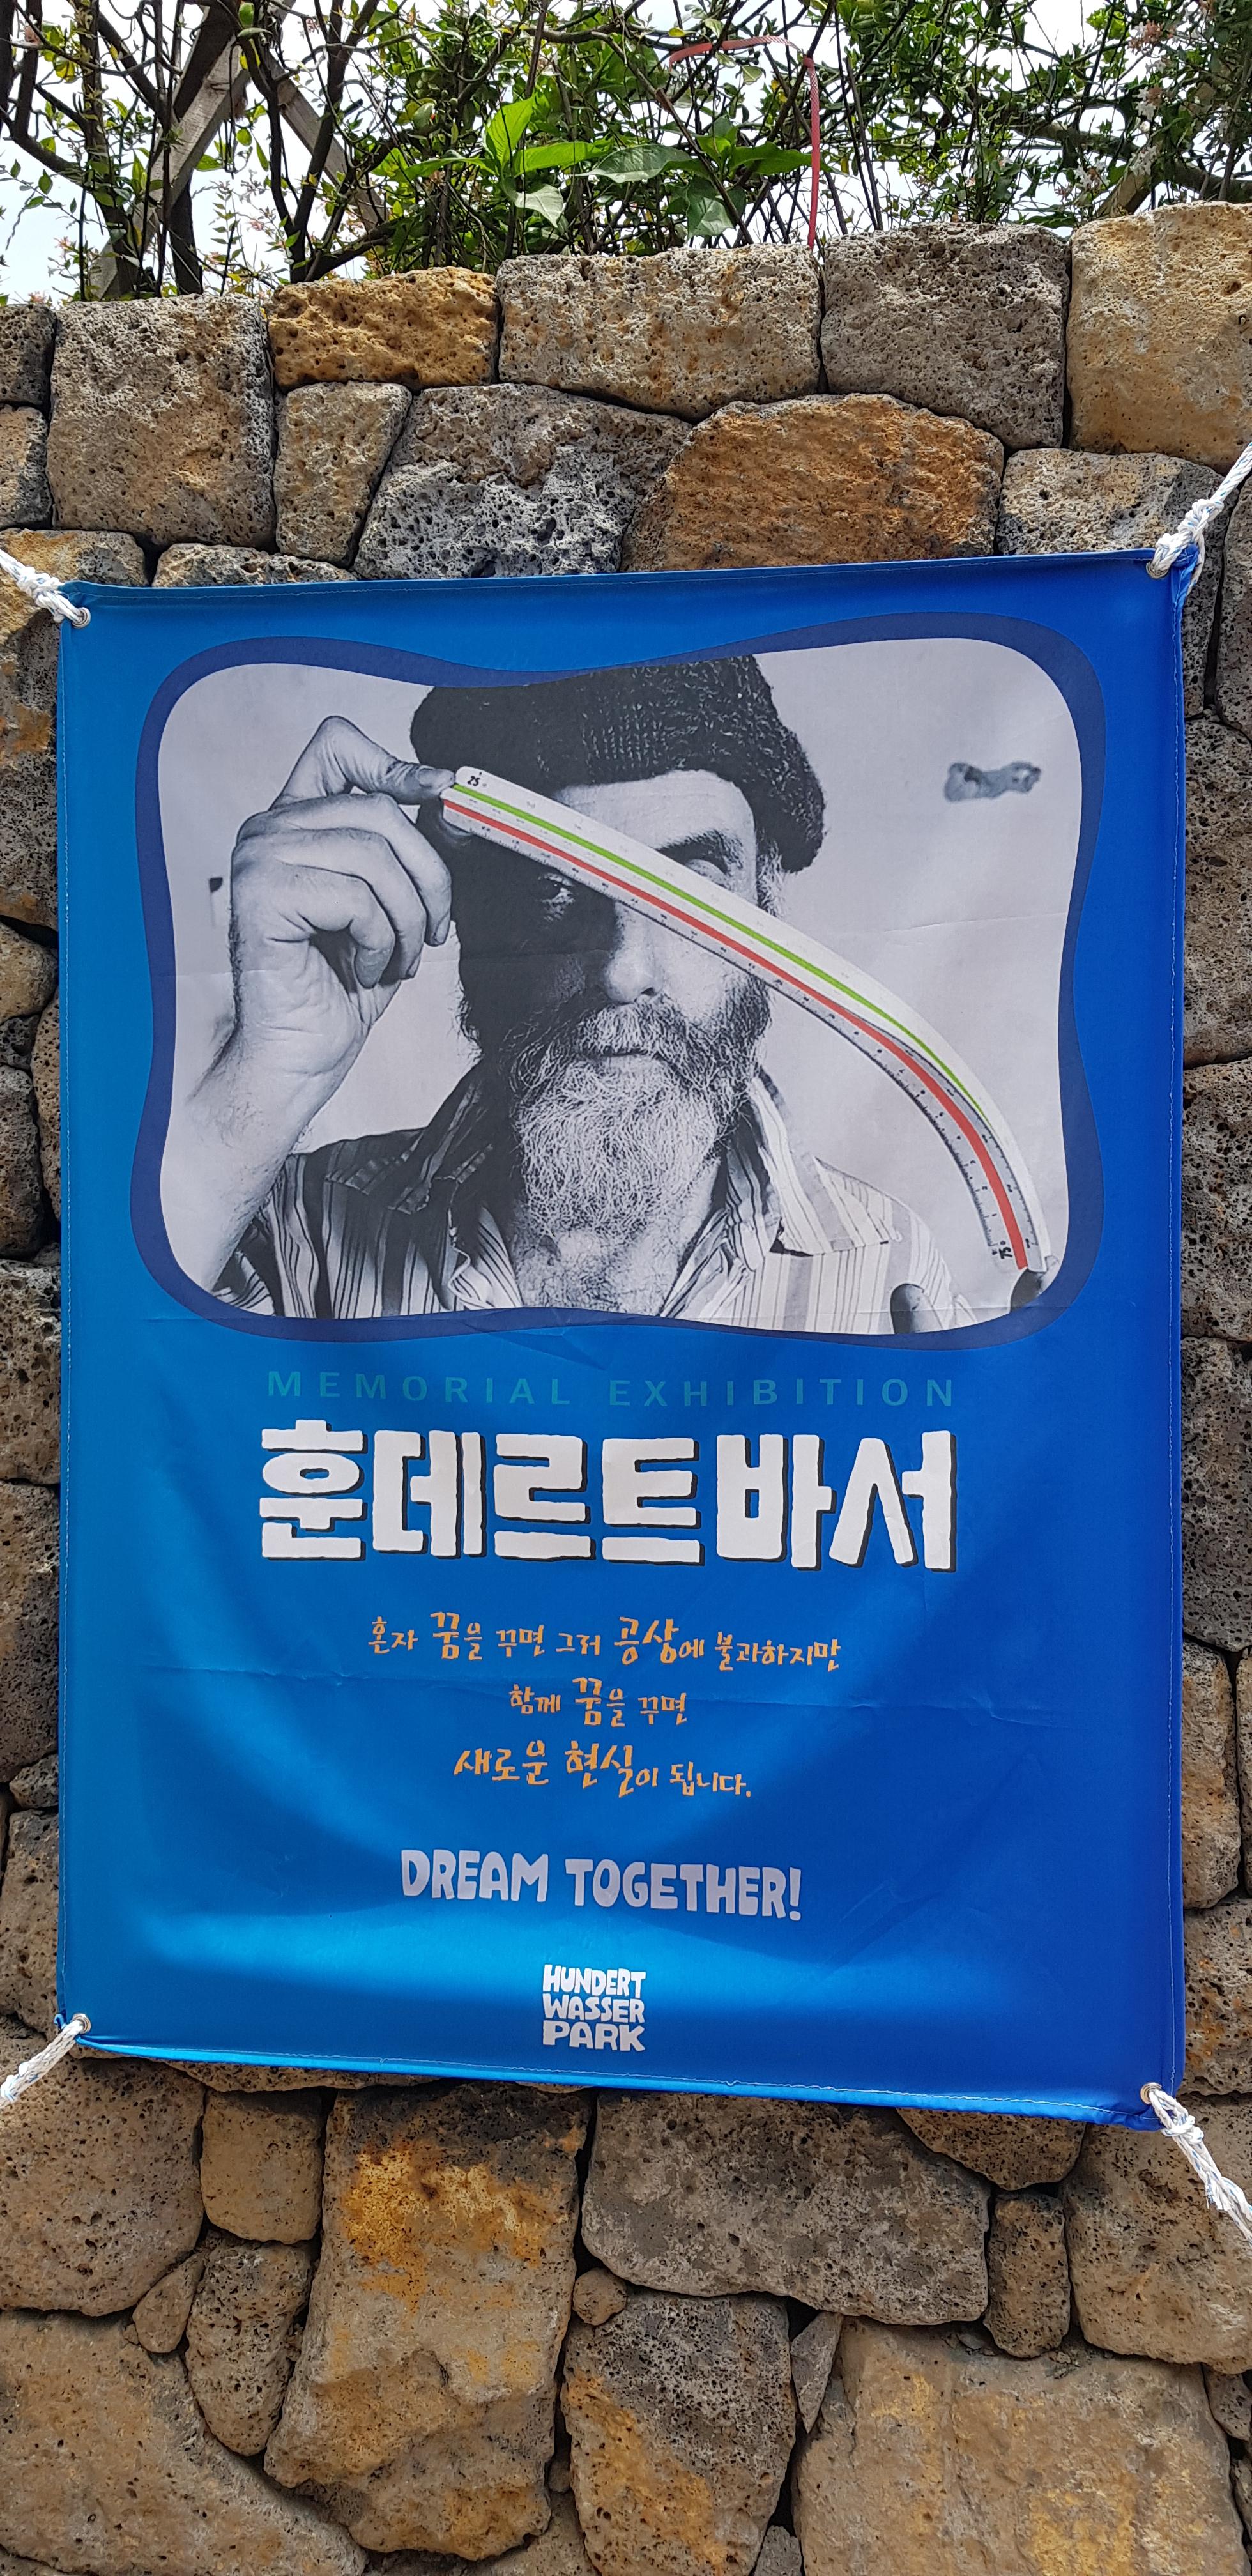 MEMORIAL EXHIBITION
훈데르트바서
혼자 꿈을 꾸면 그저 공상에 불과하지만
함께 꿈을 꾸면
새로운 현실이 됩니다.
DREAM TOGETHER!
HUNDERT
WASSER
PARK